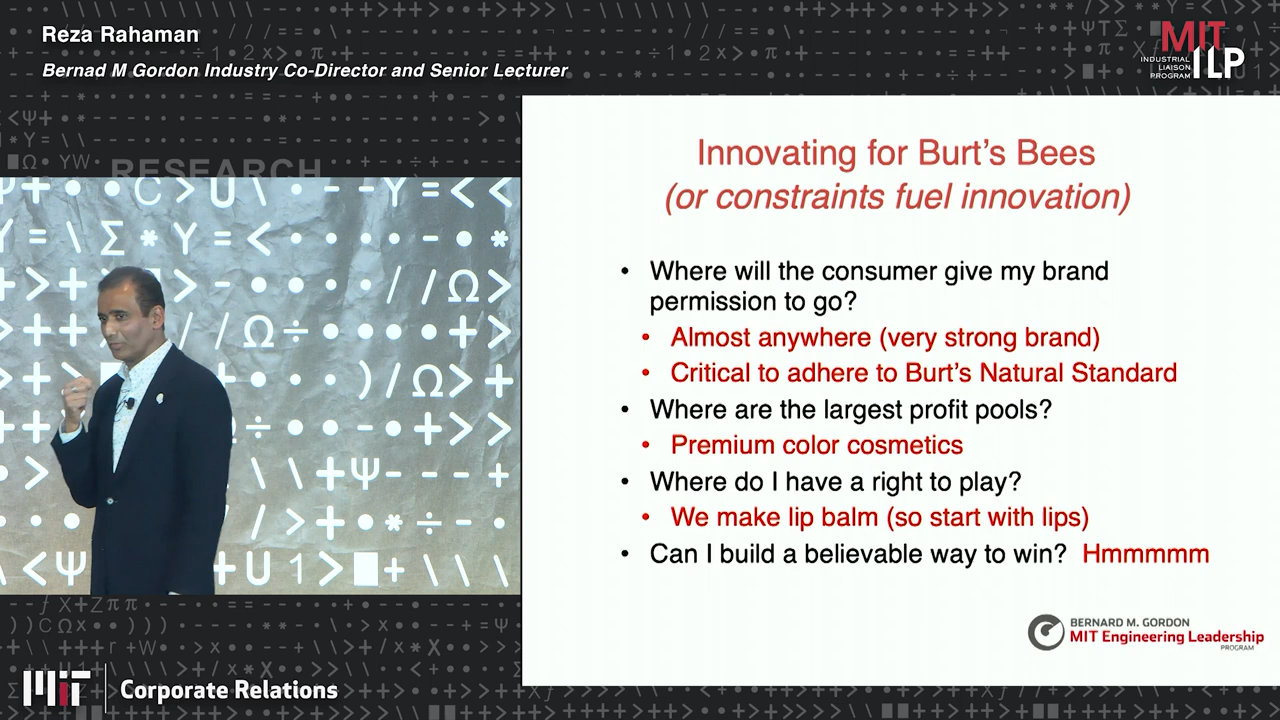 Reza Rahaman
Bernad M Gordon Industry Co-Director and Senior Lecturer
MIT
INDUSTRIAL
LIAISON
PROGRAM
ILP
RESEARCH
Innovating for Burt's Bees
(or constraints fuel innovation)
• Where will the consumer give my brand
permission to go?
• Almost anywhere (very strong brand)
• Critical to adhere to Burt's Natural Standard
• Where are the largest profit pools?
• Premium color cosmetics
• Where do I have a right to play?
• We make lip balm (so start with lips)
• Can I build a believable way to win? Hmmmmm
BERNARD M. GORDON
MIT Engineering Leadership
PROGRAM
MIT
Corporate Relations